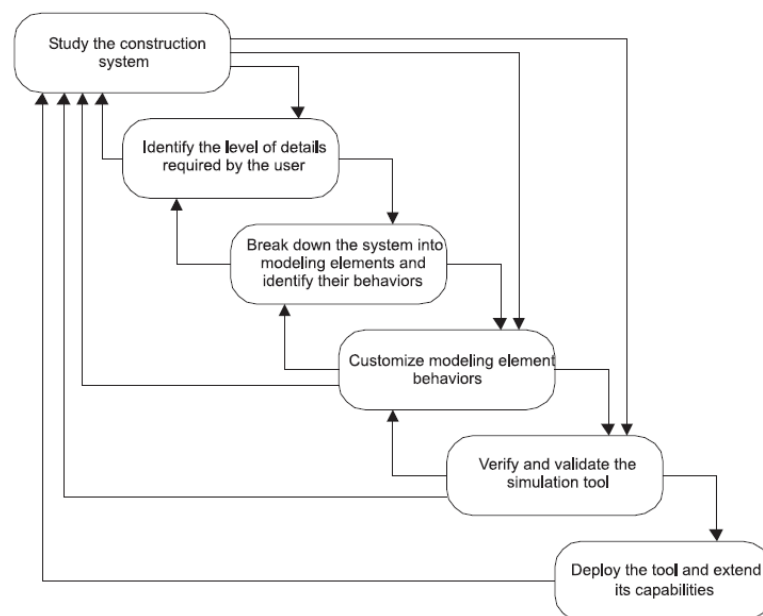 Study the construction
system
Identify the level of details
required by the user
Break down the system into
modeling elements and
identify their behaviors
Customize modeling element
behaviors
Verify and validate the
simulation tool
Deploy the tool and extend
its capabilities